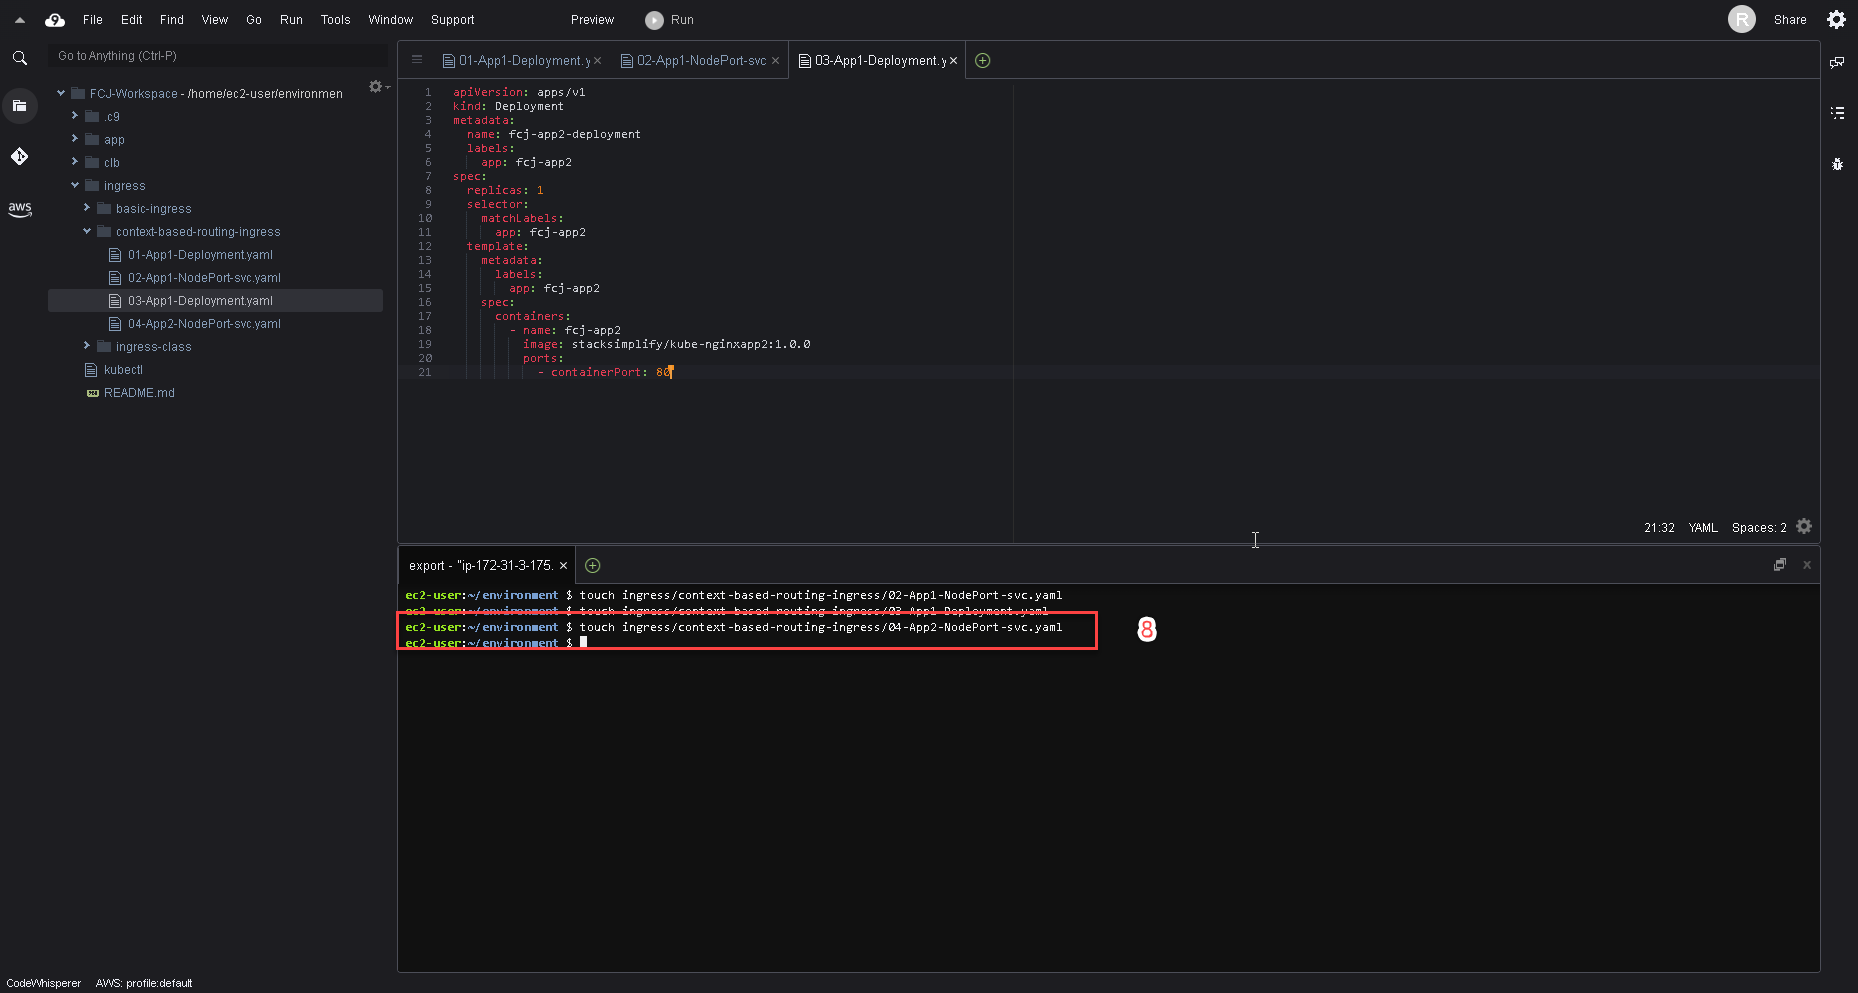 File Edit Find View Go Run Tools Window Support Preview Run R Share
Go to Anything (Ctrl-P)
FCJ-Workspace - /home/ec2-user/environmen
.c9
app
clb
ingress
basic-ingress
context-based-routing-ingress
01-App1-Deployment.yaml
02-App1-NodePort-svc.yaml
03-App1-Deployment.yaml
04-App2-NodePort-svc.yaml
ingress-class
kubectl
README.md
aws
01-App1-Deployment.y 02-App1-NodePort-svc 03-App1-Deployment.y
1 apiVersion: apps/v1
2 kind: Deployment
3 metadata:
4 name: fcj-app2-deployment
5 labels:
6 app: fcj-app2
7 spec:
8 replicas: 1
9 selector:
10 matchLabels:
11 app: fcj-app2
12 template:
13 metadata:
14 labels:
15 app: fcj-app2
16 spec:
17 containers:
18 - name: fcj-app2
19 image: stacksimplify/kube-nginxapp2:1.0.0
20 ports:
21 - containerPort: 80
21:32 YAML Spaces: 2
export - "ip-172-31-3-175.
ec2-user:~/environment $ touch ingress/context-based-routing-ingress/02-App1-NodePort-svc.yaml
ec2-user:~/environment $ touch ingress/context-based-routing-ingress/03-App1-Deployment.yaml
ec2-user:~/environment $ touch ingress/context-based-routing-ingress/04-App2-NodePort-svc.yaml
ec2-user:~/environment $
8
CodeWhisperer AWS: profile:default